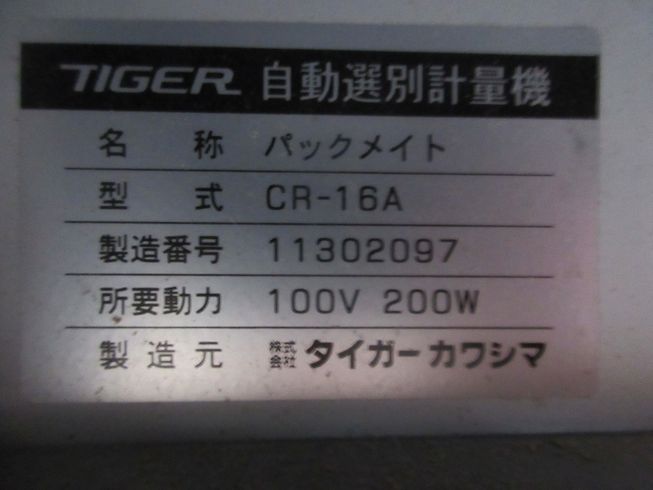 TIGER 自動選別計量機
名称 パックメイト
型式 CR-16A
製造番号 11302097
所要動力 100V 200W
製造元 株式会社 タイガーカワシマ